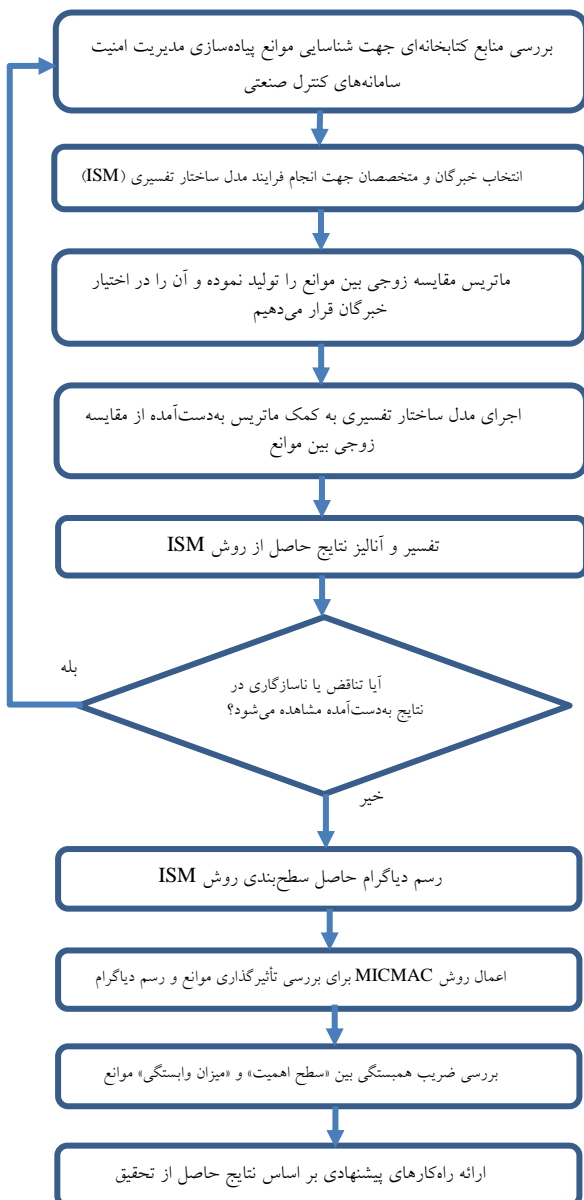 بررسی منابع کتابخانه‌ای جهت شناسایی موانع پیاده‌سازی مدیریت امنیت
سامانه‌های کنترل صنعتی
انتخاب خبرگان و متخصصان جهت انجام فرایند مدل ساختار تفسیری (ISM)
ماتریس مقایسه زوجی بین موانع را تولید نموده و آن را در اختیار
خبرگان قرار می‌دهیم
اجرای مدل ساختار تفسیری به کمک ماتریس به‌دست‌آمده از مقایسه
زوجی بین موانع
تفسیر و آنالیز نتایج حاصل از روش ISM
بله
آیا تناقض یا ناسازگاری در
نتایج به‌دست‌آمده مشاهده می‌شود؟
خیر
رسم دیاگرام حاصل سطح‌بندی روش ISM
اعمال روش MICMAC برای بررسی تأثیرگذاری موانع و رسم دیاگرام
بررسی ضریب همبستگی بین «سطح اهمیت» و «میزان وابستگی» موانع
ارائه راه‌کارهای پیشنهادی بر اساس نتایج حاصل از تحقیق